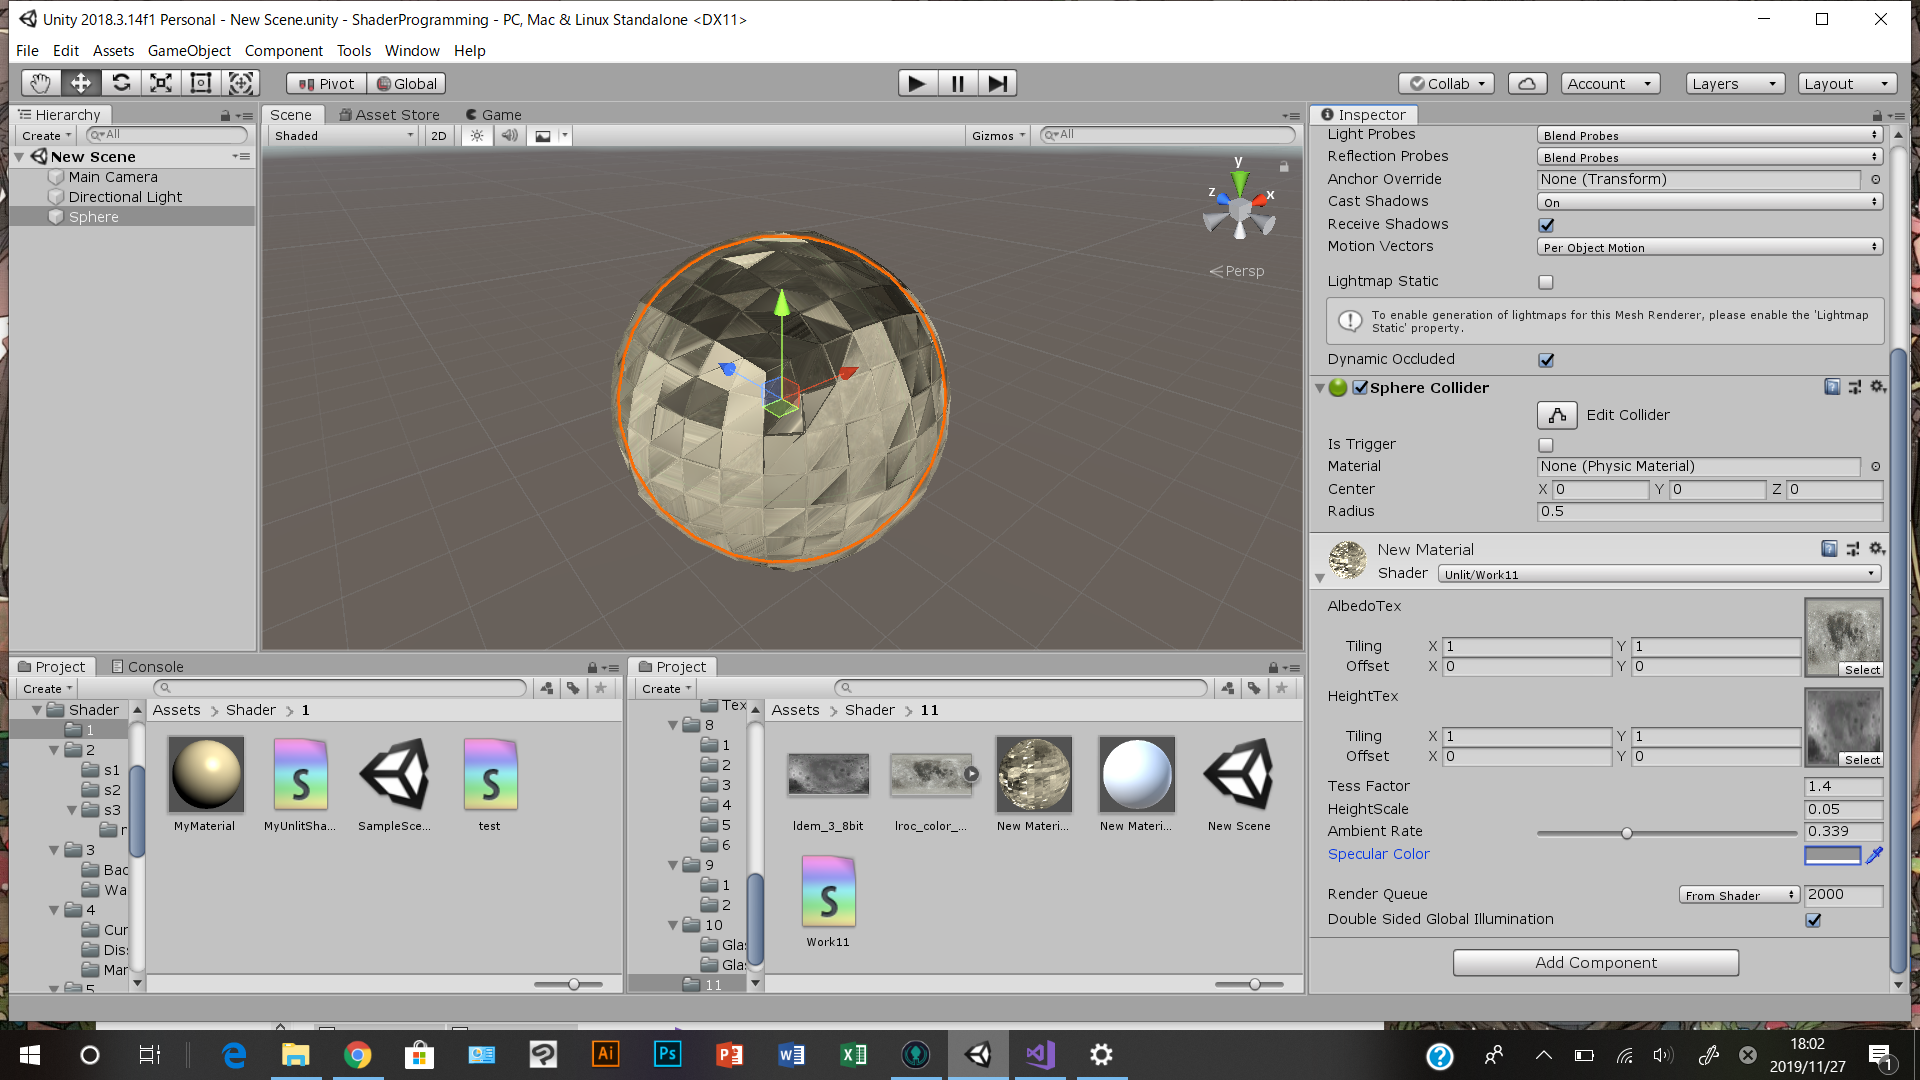 Unity 2018.3.14f1 Personal - New Scene.unity - ShaderProgramming - PC, Mac & Linux Standalone <DX11>
File Edit Assets GameObject Component Tools Window Help
Pivot Global Collab Account Layers Layout
Hierarchy
Create All
New Scene
Main Camera
Directional Light
Sphere
Scene Asset Store Game
Shaded 2D Gizmos All
y
z x
Persp
Inspector
Light Probes Blend Probes
Reflection Probes Blend Probes
Anchor Override None (Transform)
Cast Shadows On
Receive Shadows
Motion Vectors Per Object Motion
Lightmap Static
To enable generation of lightmaps for this Mesh Renderer, please enable the 'Lightmap
Static' property.
Dynamic Occluded
Sphere Collider
Edit Collider
Is Trigger
Material None (Physic Material)
Center X 0 Y 0 Z 0
Radius 0.5
New Material
Shader Unlit/Work11
AlbedoTex
Tiling X 1 Y 1
Offset X 0 Y 0
Select
HeightTex
Tiling X 1 Y 1
Offset X 0 Y 0
Select
Tess Factor 1.4
HeightScale 0.05
Ambient Rate 0.339
Specular Color
Render Queue From Shader 2000
Double Sided Global Illumination
Add Component
Project Console
Create
Shader
1
2
s1
s2
s3
3
Bac
Wa
4
Cur
Dis
Mar
5
Assets > Shader > 1
MyMaterial MyUnlitSha... SampleSce... test
Project
Create
Tex
8
1
2
3
4
5
6
9
1
2
10
Gla
Gla
11
Assets > Shader > 11
ldem_3_8bit lroc_color_... New Materi... New Materi... New Scene
S
Work11
Ai Ps
18:02
2019/11/27
1